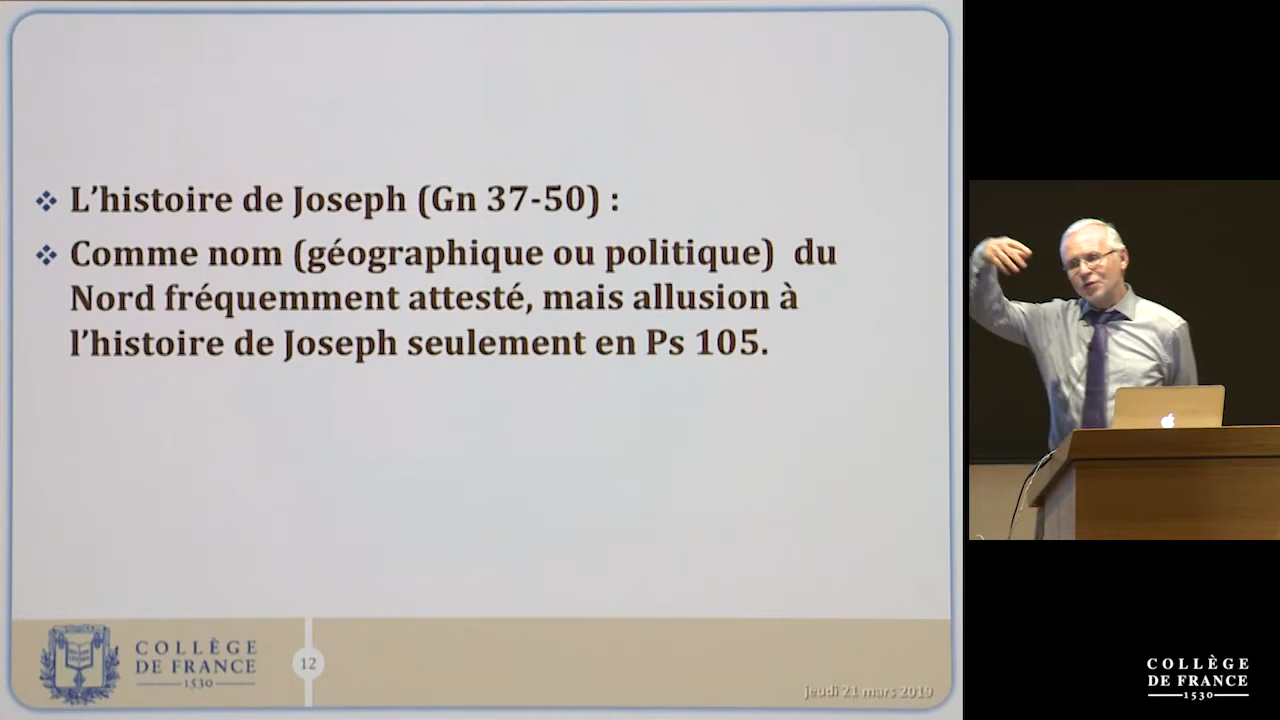 ❖ L’histoire de Joseph (Gn 37-50) :
❖ Comme nom (géographique ou politique) du
Nord fréquemment attesté, mais allusion à
l’histoire de Joseph seulement en Ps 105.
COLLÈGE
DE FRANCE
1530
12
jeudi 21 mars 2019
COLLÈGE
DE FRANCE
1530